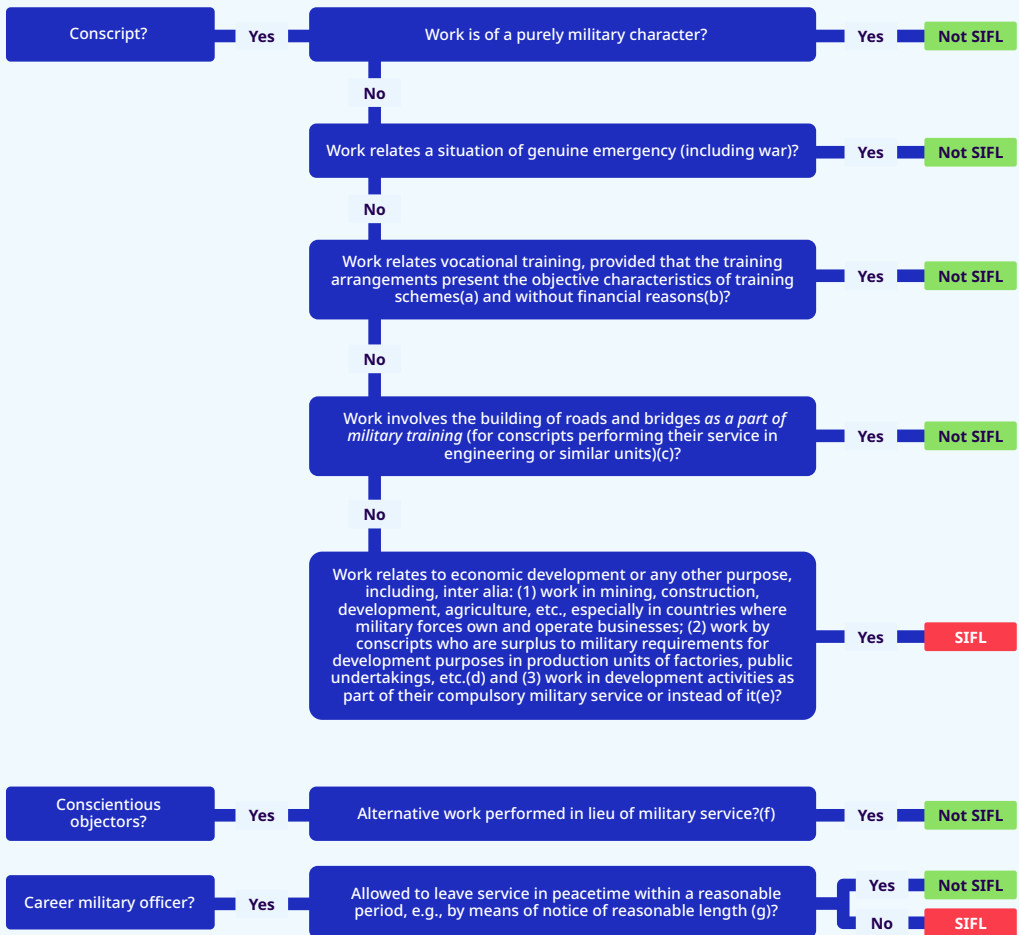 Conscript?
Yes
Work is of a purely military character?
Yes
Not SIFL
No
Work relates a situation of genuine emergency (including war)?
Yes
Not SIFL
No
Work relates vocational training, provided that the training
arrangements present the objective characteristics of training
schemes(a) and without financial reasons(b)?
Yes
Not SIFL
No
Work involves the building of roads and bridges as a part of
military training (for conscripts performing their service in
engineering or similar units)(c)?
Yes
Not SIFL
No
Work relates to economic development or any other purpose,
including, inter alia: (1) work in mining, construction,
development, agriculture, etc., especially in countries where
military forces own and operate businesses; (2) work by
conscripts who are surplus to military requirements for
development purposes in production units of factories, public
undertakings, etc.(d) and (3) work in development activities as
part of their compulsory military service or instead of it(e)?
Yes
SIFL
Conscientious
objectors?
Yes
Alternative work performed in lieu of military service?(f)
Yes
Not SIFL
Career military officer?
Yes
Allowed to leave service in peacetime within a reasonable
period, e.g., by means of notice of reasonable length (g)?
Yes
Not SIFL
No
SIFL